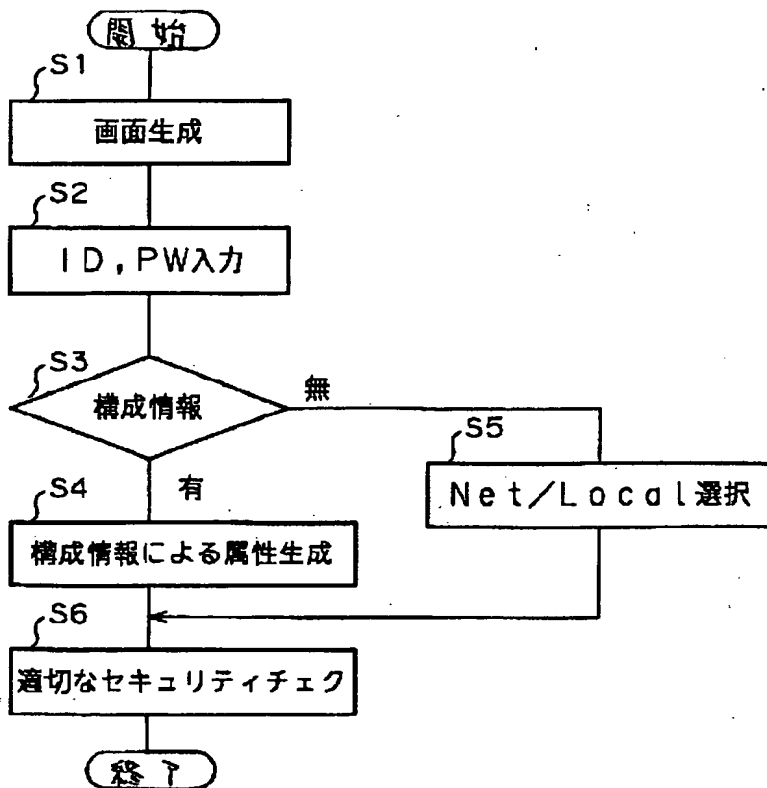 開始
S1
画面生成
S2
ID,PW入力
S3
構成情報
無
S5
Net/Local選択
有
S4
構成情報による属性生成
S6
適切なセキュリティチェク
終了